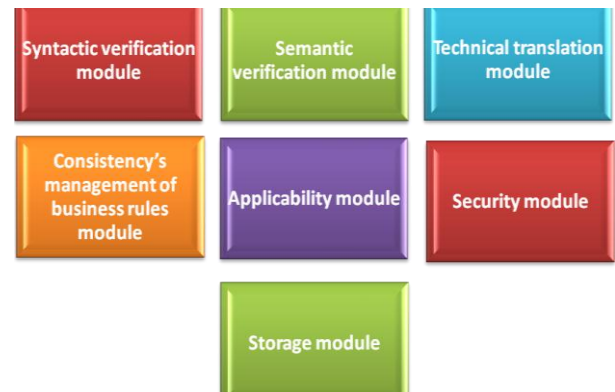 Syntactic verification
module
Semantic
verification module
Technical translation
module
Consistency's
management of
business rules
module
Applicability module
Security module
Storage module